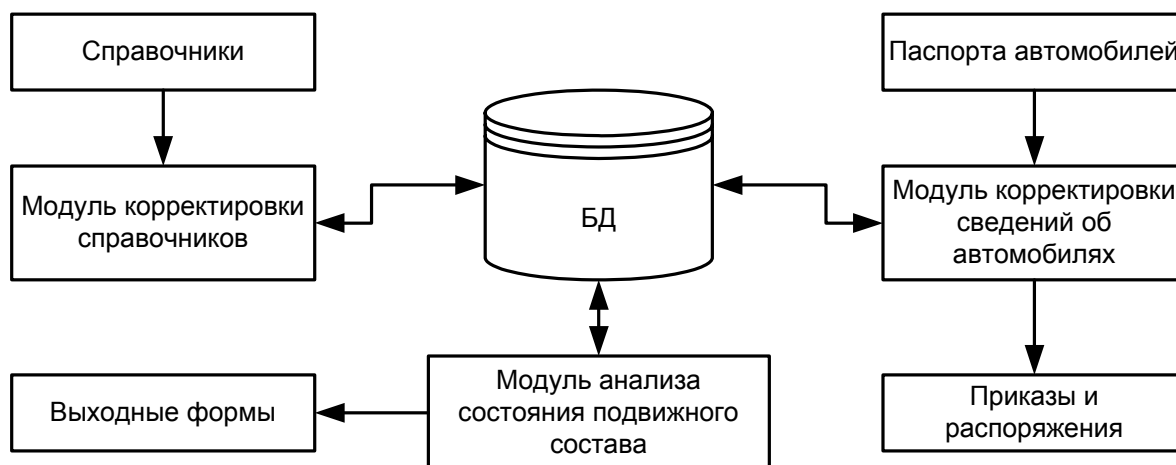 Справочники
Паспорта автомобилей
Модуль корректировки
справочников
БД
Модуль корректировки
сведений об
автомобилях
Выходные формы
Модуль анализа
состояния подвижного
состава
Приказы и
распоряжения